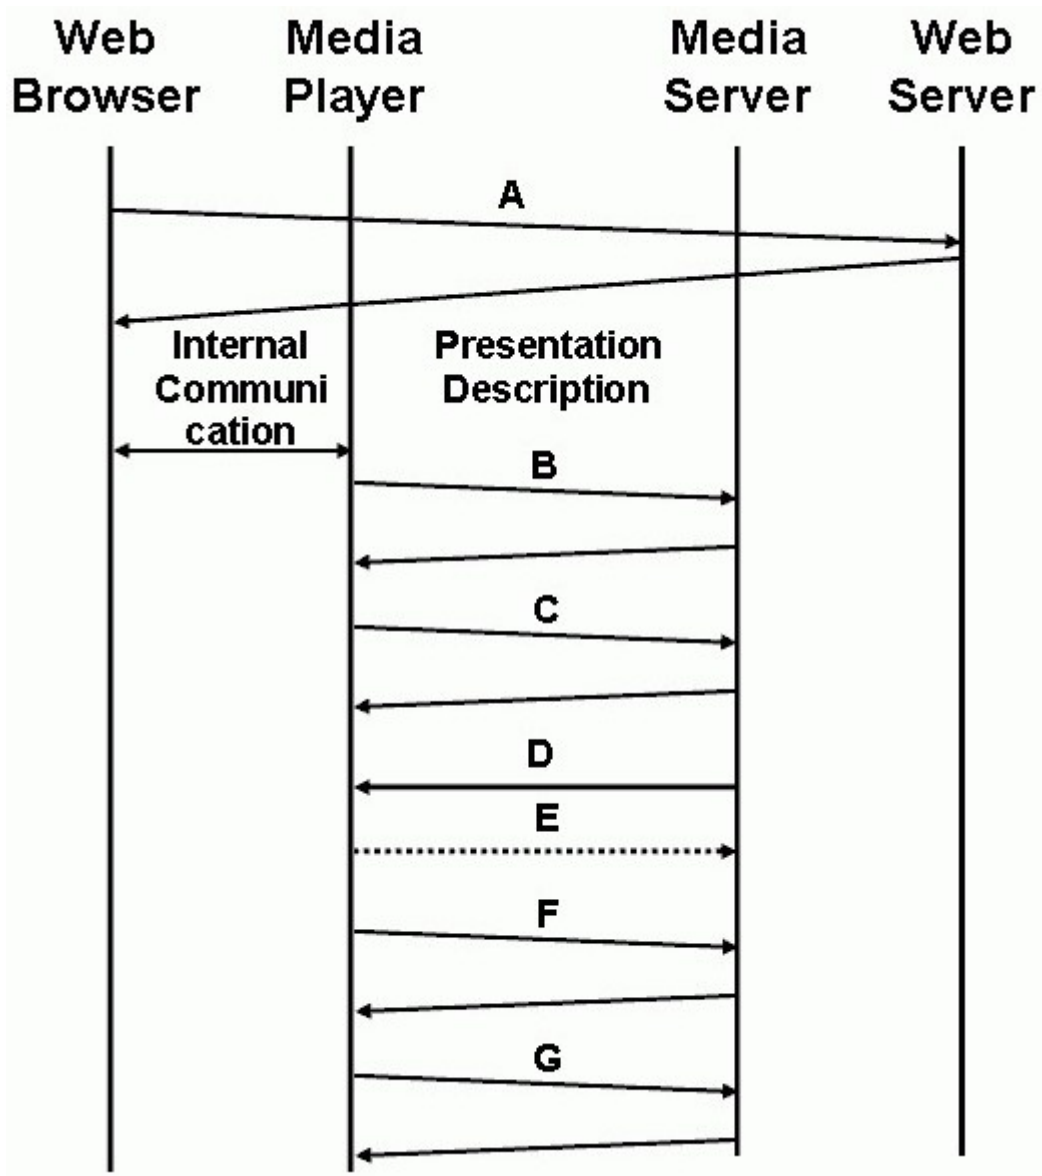 Web Browser
Media Player
Media Server
Web Server
A
Internal
Communi
cation
Presentation
Description
B
C
D
E
F
G